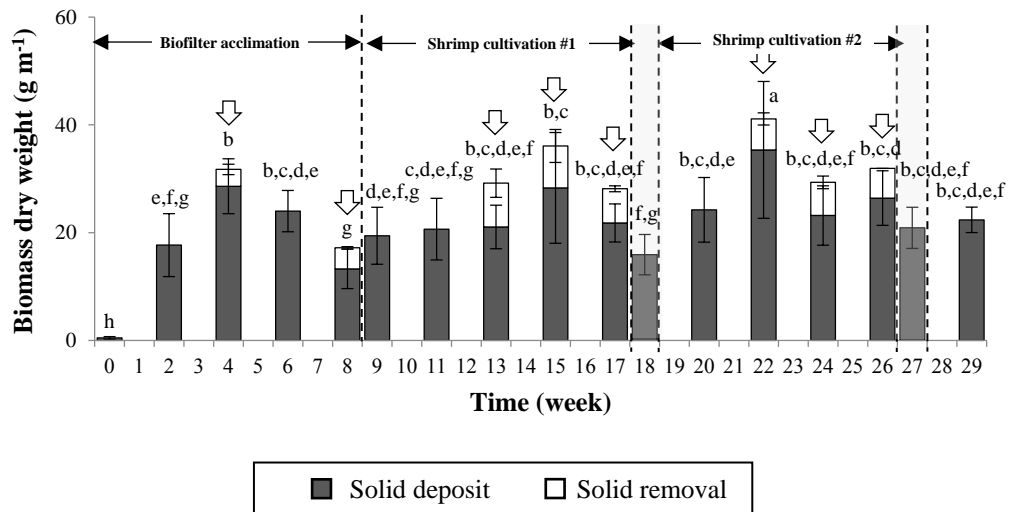 Biomass dry weight (g m-1)
60
40
20
0
Biofilter acclimation
Shrimp cultivation #1
Shrimp cultivation #2
h
e,f,g
b
b,c,d,e
g
d,e,f,g
c,d,e,f,g
b,c,d,e,f
b,c
b,c,d,e,f
f,g
b,c,d,e
a
b,c,d,e,f
b,c,d
b,c,d,e,f
b,c,d,e,f
0 1 2 3 4 5 6 7 8 9 10 11 12 13 14 15 16 17 18 19 20 21 22 23 24 25 26 27 28 29
Time (week)
Solid deposit
Solid removal